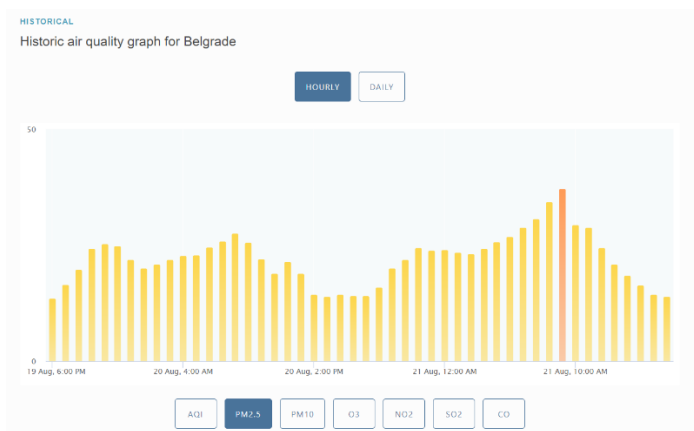 HISTORICAL
Historic air quality graph for Belgrade
HOURLY DAILY
50
0
19 Aug, 6:00 PM 20 Aug, 4:00 AM 20 Aug, 2:00 PM 21 Aug, 12:00 AM 21 Aug, 10:00 AM
AQI PM2.5 PM10 O3 NO2 SO2 CO